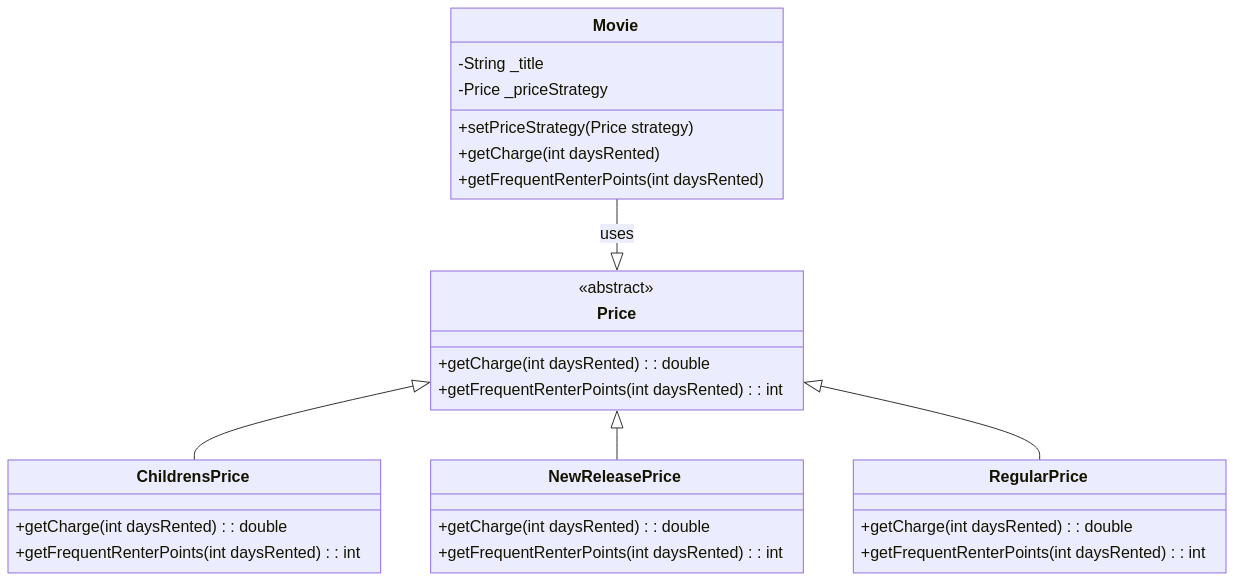 Movie
-String _title
-Price _priceStrategy
+setPriceStrategy(Price strategy)
+getCharge(int daysRented)
+getFrequentRenterPoints(int daysRented)
uses
«abstract»
Price
+getCharge(int daysRented) : : double
+getFrequentRenterPoints(int daysRented) : : int
ChildrensPrice
+getCharge(int daysRented) : : double
+getFrequentRenterPoints(int daysRented) : : int
NewReleasePrice
+getCharge(int daysRented) : : double
+getFrequentRenterPoints(int daysRented) : : int
RegularPrice
+getCharge(int daysRented) : : double
+getFrequentRenterPoints(int daysRented) : : int